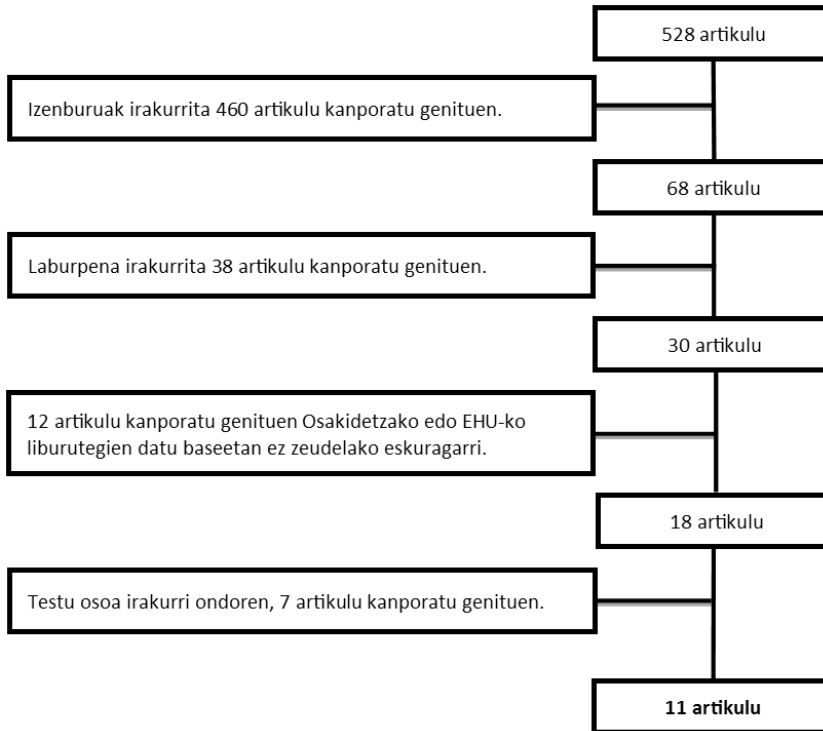 528 artikulu
Izenburuak irakurrita 460 artikulu kanporatu genituen.
68 artikulu
Laburpena irakurrita 38 artikulu kanporatu genituen.
30 artikulu
12 artikulu kanporatu genituen Osakidetzako edo EHU-ko
liburutegien datu baseetan ez zeudelako eskuragarri.
18 artikulu
Testu osoa irakurri ondoren, 7 artikulu kanporatu genituen.
11 artikulu